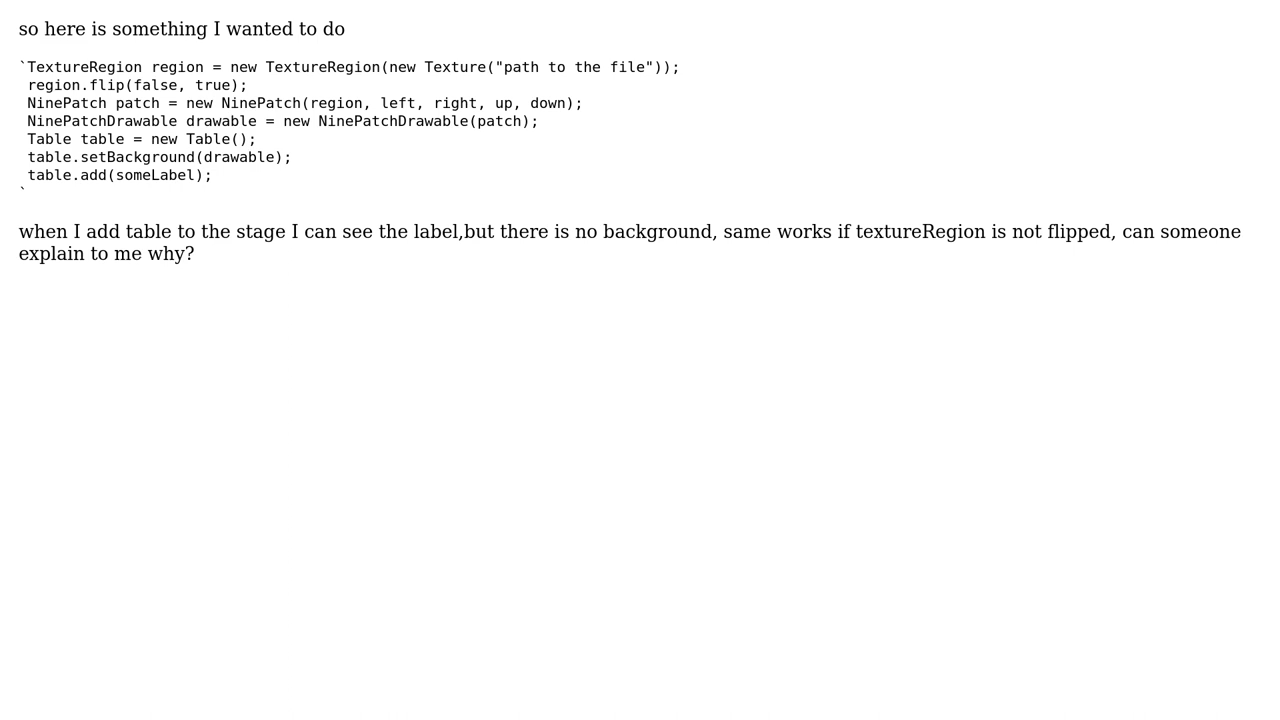 so here is something I wanted to do
`TextureRegion region = new TextureRegion(new Texture("path to the file"));
region.flip(false, true);
NinePatch patch = new NinePatch(region, left, right, up, down);
NinePatchDrawable drawable = new NinePatchDrawable(patch);
Table table = new Table();
table.setBackground(drawable);
table.add(someLabel);
`
when I add table to the stage I can see the label,but there is no background, same works if textureRegion is not flipped, can someone
explain to me why?